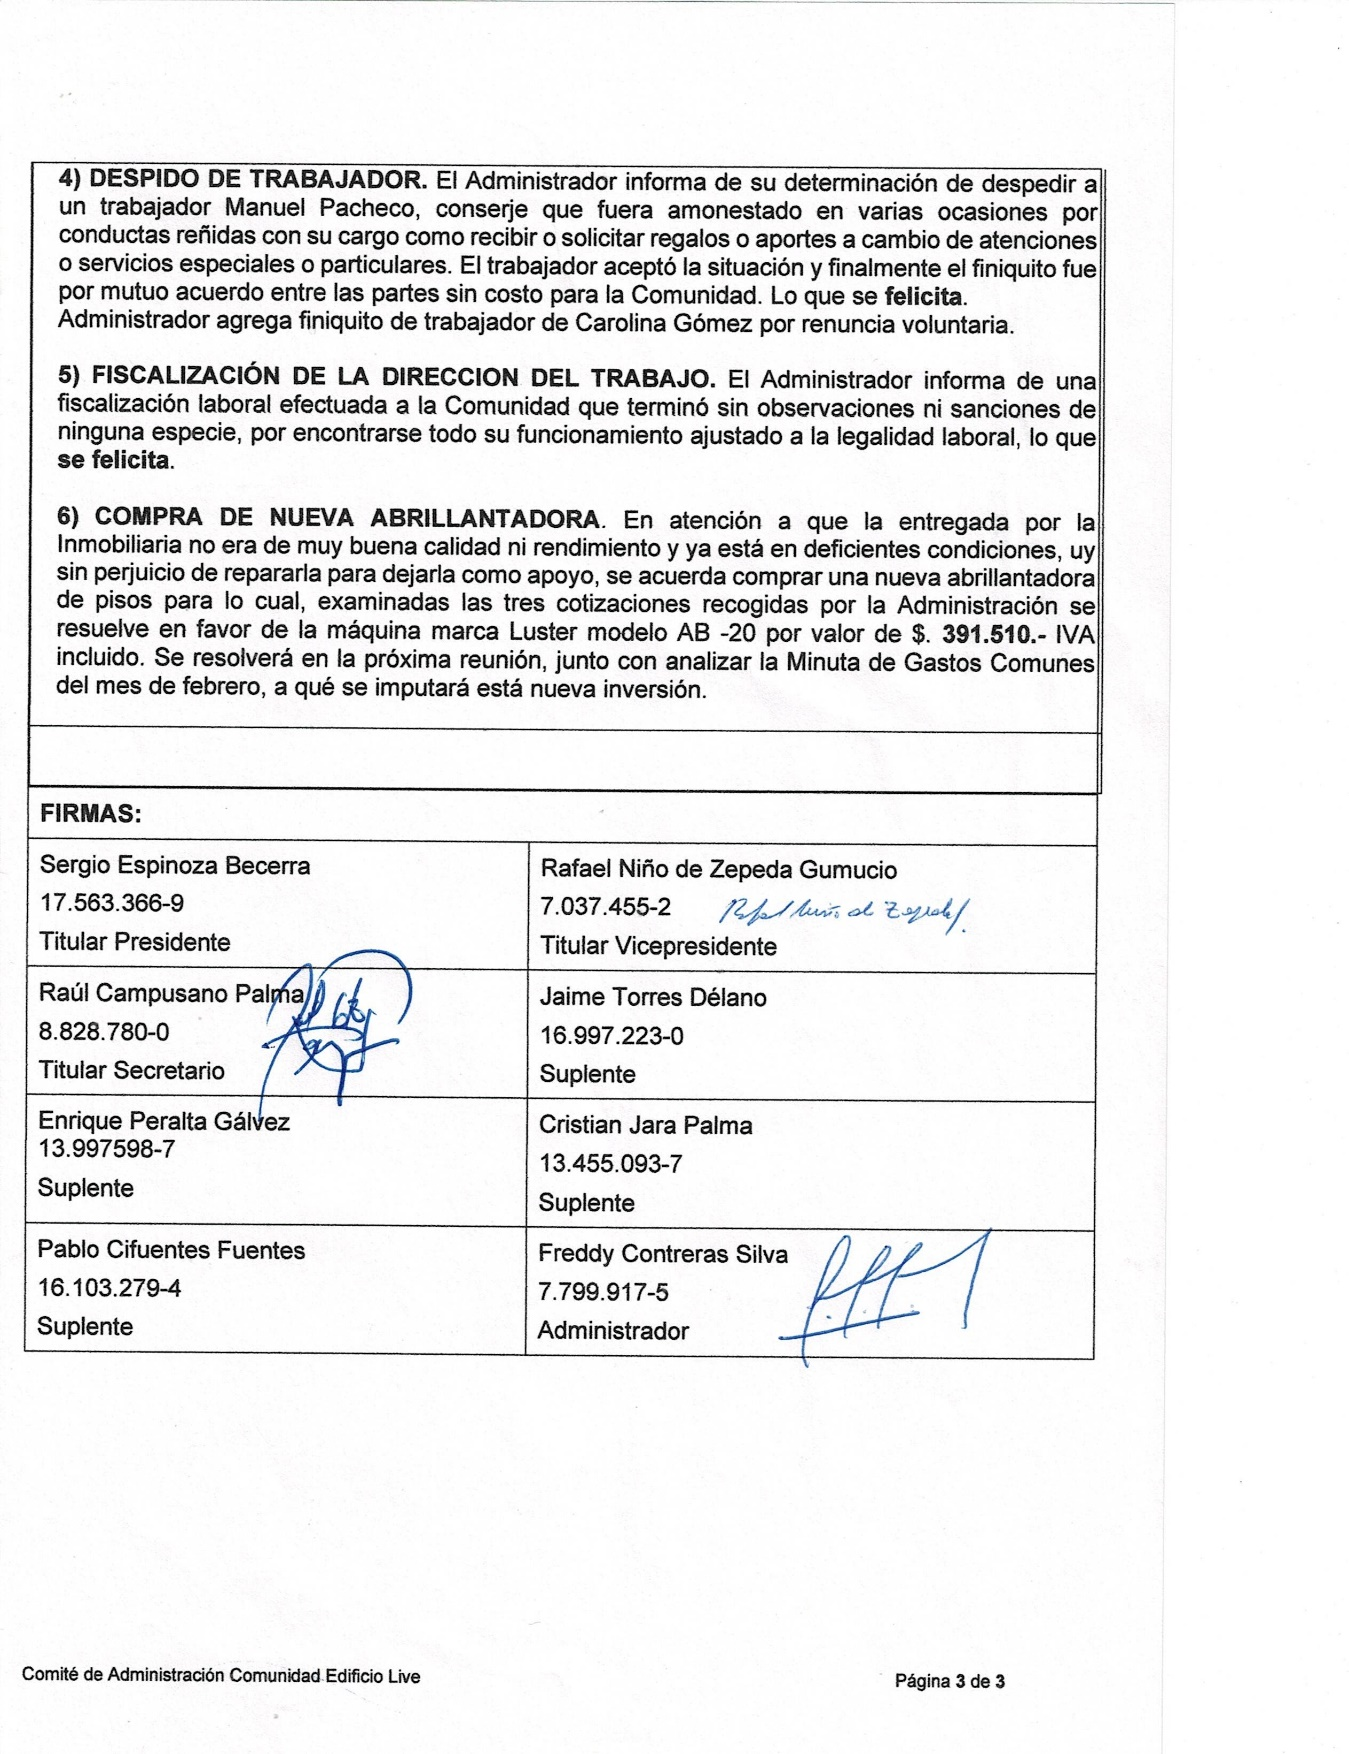 4) DESPIDO DE TRABAJADOR. El Administrador informa de su determinación de despedir a
un trabajador Manuel Pacheco, conserje que fuera amonestado en varias ocasiones por
conductas reñidas con su cargo como recibir o solicitar regalos o aportes a cambio de atenciones
o servicios especiales o particulares. El trabajador aceptó la situación y finalmente el finiquito fue
por mutuo acuerdo entre las partes sin costo para la Comunidad. Lo que se felicita.
Administrador agrega finiquito de trabajador de Carolina Gómez por renuncia voluntaria.
5) FISCALIZACIÓN DE LA DIRECCION DEL TRABAJO. El Administrador informa de una
fiscalización laboral efectuada a la Comunidad que terminó sin observaciones ni sanciones de
ninguna especie, por encontrarse todo su funcionamiento ajustado a la legalidad laboral, lo que
se felicita.
6) COMPRA DE NUEVA ABRILLANTADORA. En atención a que la entregada por la
Inmobiliaria no era de muy buena calidad ni rendimiento y ya está en deficientes condiciones, uy
sin perjuicio de repararla para dejarla como apoyo, se acuerda comprar una nueva abrillantadora
de pisos para lo cual, examinadas las tres cotizaciones recogidas por la Administración se
resuelve en favor de la máquina marca Luster modelo AB -20 por valor de $. 391.510.- IVA
incluido. Se resolverá en la próxima reunión, junto con analizar la Minuta de Gastos Comunes
del mes de febrero, a qué se imputará está nueva inversión.
FIRMAS:
Sergio Espinoza Becerra
17.563.366-9
Titular Presidente
Rafael Niño de Zepeda Gumucio
7.037.455-2 Rafael Niño de Zepeda
Titular Vicepresidente
Raúl Campusano Palma
8.828.780-0
Titular Secretario
Jaime Torres Délano
16.997.223-0
Suplente
Enrique Peralta Gálvez
13.997598-7
Suplente
Cristian Jara Palma
13.455.093-7
Suplente
Pablo Cifuentes Fuentes
16.103.279-4
Suplente
Freddy Contreras Silva
7.799.917-5
Administrador
Comité de Administración Comunidad Edificio Live
Página 3 de 3